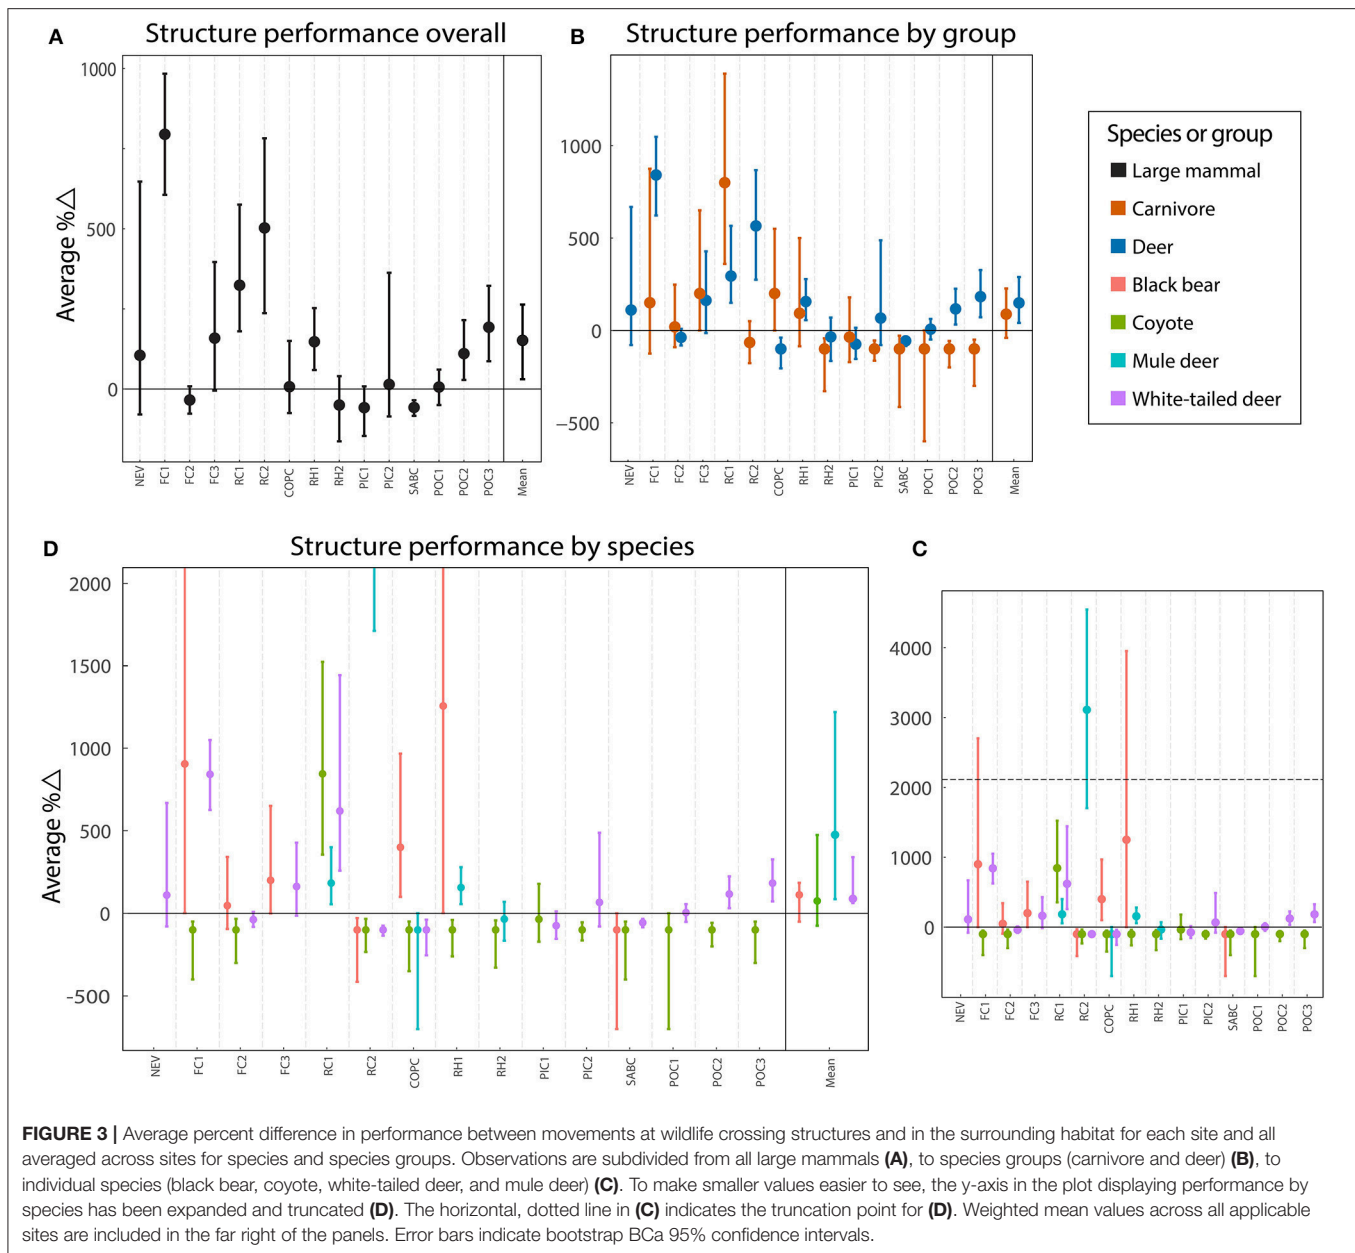 A
Structure performance overall
Average %△
1000
500
0
NEV
FC1
FC2
FC3
RC1
RC2
COPC
RH1
RH2
PIC1
PIC2
SABC
POC1
POC2
POC3
Mean
B
Structure performance by group
1000
500
0
−500
NEV
FC1
FC2
FC3
RC1
RC2
COPC
RH1
RH2
PIC1
PIC2
SABC
POC1
POC2
POC3
Mean
Species or group
Large mammal
Carnivore
Deer
Black bear
Coyote
Mule deer
White-tailed deer
D
Structure performance by species
Average %△
2000
1500
1000
500
0
-500
NEV
FC1
FC2
FC3
RC1
RC2
COPC
RH1
RH2
PIC1
PIC2
SABC
POC1
POC2
POC3
Mean
C
4000
3000
2000
1000
0
NEV
FC1
FC2
FC3
RC1
RC2
COPC
RH1
RH2
PIC1
PIC2
SABC
POC1
POC2
POC3
FIGURE 3 | Average percent difference in performance between movements at wildlife crossing structures and in the surrounding habitat for each site and all
averaged across sites for species and species groups. Observations are subdivided from all large mammals (A), to species groups (carnivore and deer) (B), to
individual species (black bear, coyote, white-tailed deer, and mule deer) (C). To make smaller values easier to see, the y-axis in the plot displaying performance by
species has been expanded and truncated (D). The horizontal, dotted line in (C) indicates the truncation point for (D). Weighted mean values across all applicable
sites are included in the far right of the panels. Error bars indicate bootstrap BCa 95% confidence intervals.